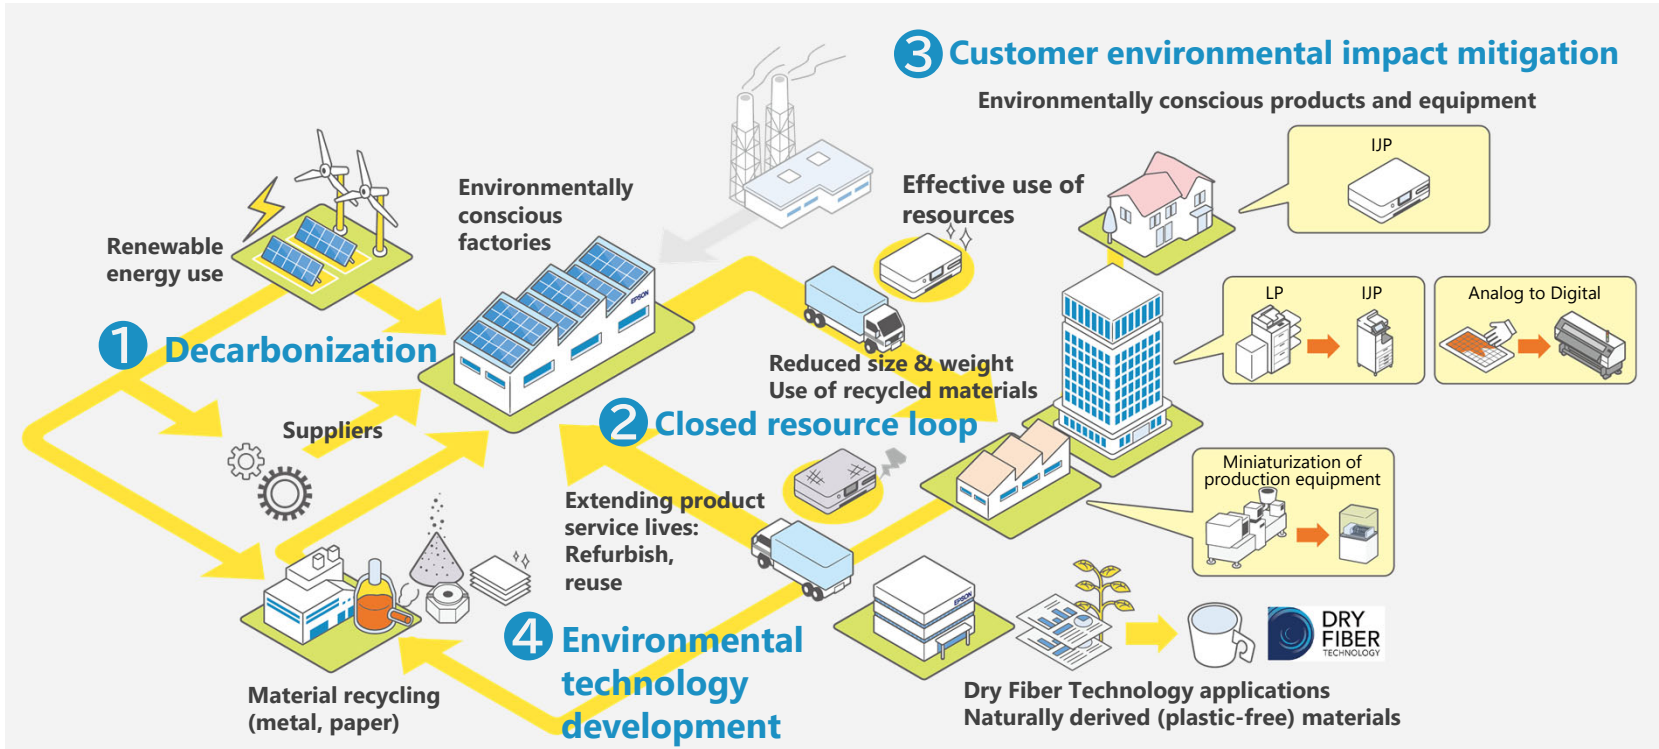 3 Customer environmental impact mitigation
Environmentally conscious products and equipment
IJP
Environmentally
conscious
factories
Effective use of
resources
Renewable
energy use
EPSON
LP
IJP
Analog to Digital
1 Decarbonization
Reduced size & weight
Use of recycled materials
2 Closed resource loop
Suppliers
Miniaturization of
production equipment
Extending product
service lives:
Refurbish,
reuse
EPSON
4 Environmental
technology
development
DRY
FIBER
TECHNOLOGY
Material recycling
(metal, paper)
Dry Fiber Technology applications
Naturally derived (plastic-free) materials